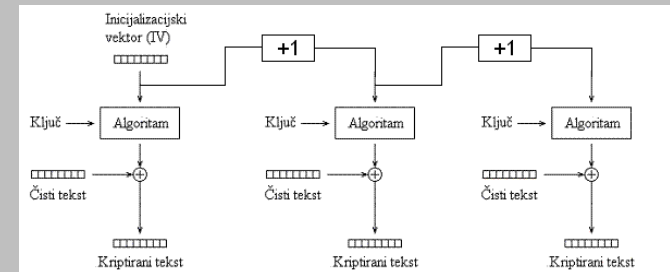 Inicijalizacijski
vektor (IV)
+1
+1
Ključ
Algoritam
Ključ
Algoritam
Ključ
Algoritam
Čisti tekst
Čisti tekst
Čisti tekst
Kriptirani tekst
Kriptirani tekst
Kriptirani tekst